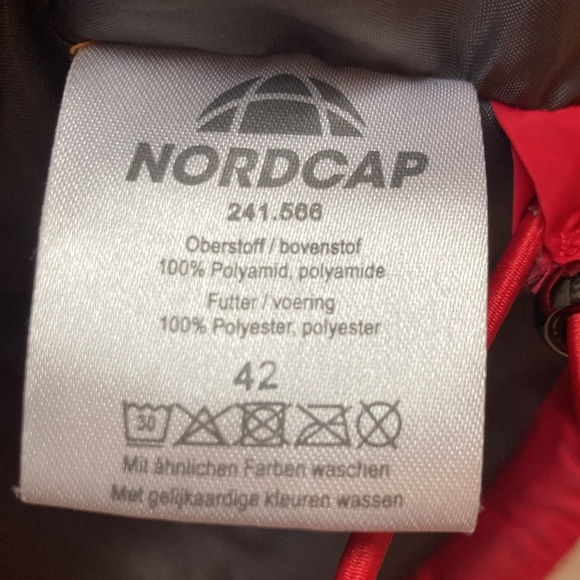 NORDCAP
241.566
Oberstoff / bovenstof
100% Polyamid, polyamide
Futter / voering
100% Polyester, polyester
42
30
Mit ähnlichen Farben waschen
Met gelijkaardige kleuren wassen